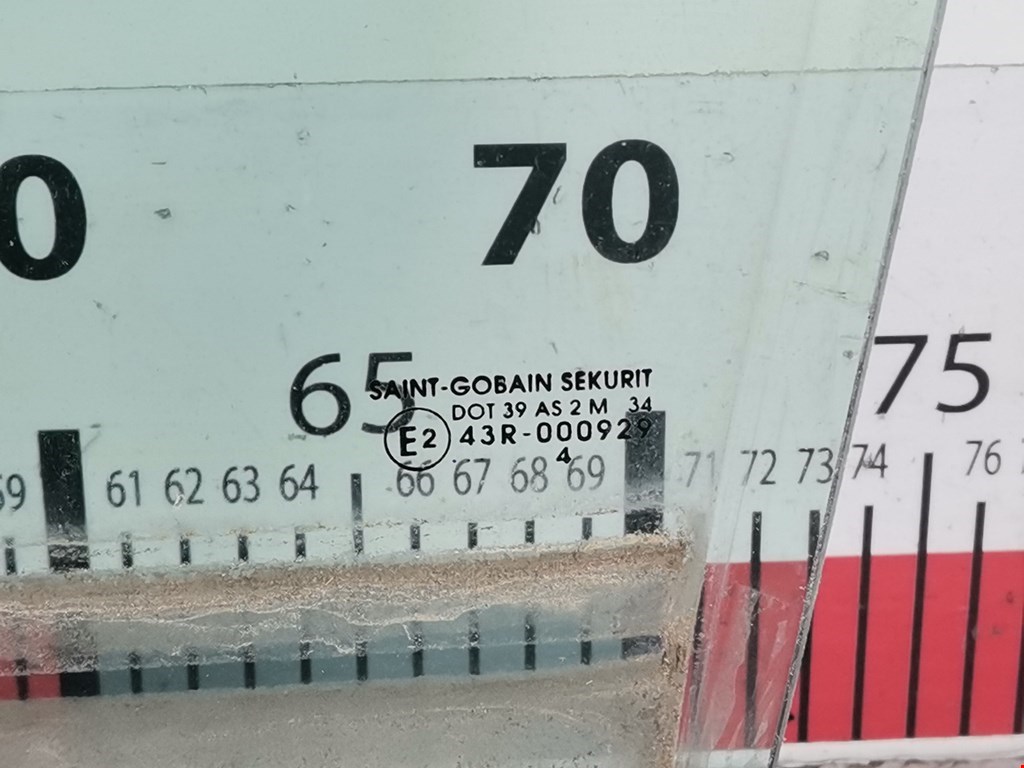 0 70
65 75
SAINT-GOBAIN SEKURIT
DOT 39 AS 2 M 34
E2 43R-000929
4
59 61 62 63 64 66 67 68 69 71 72 73 74 76